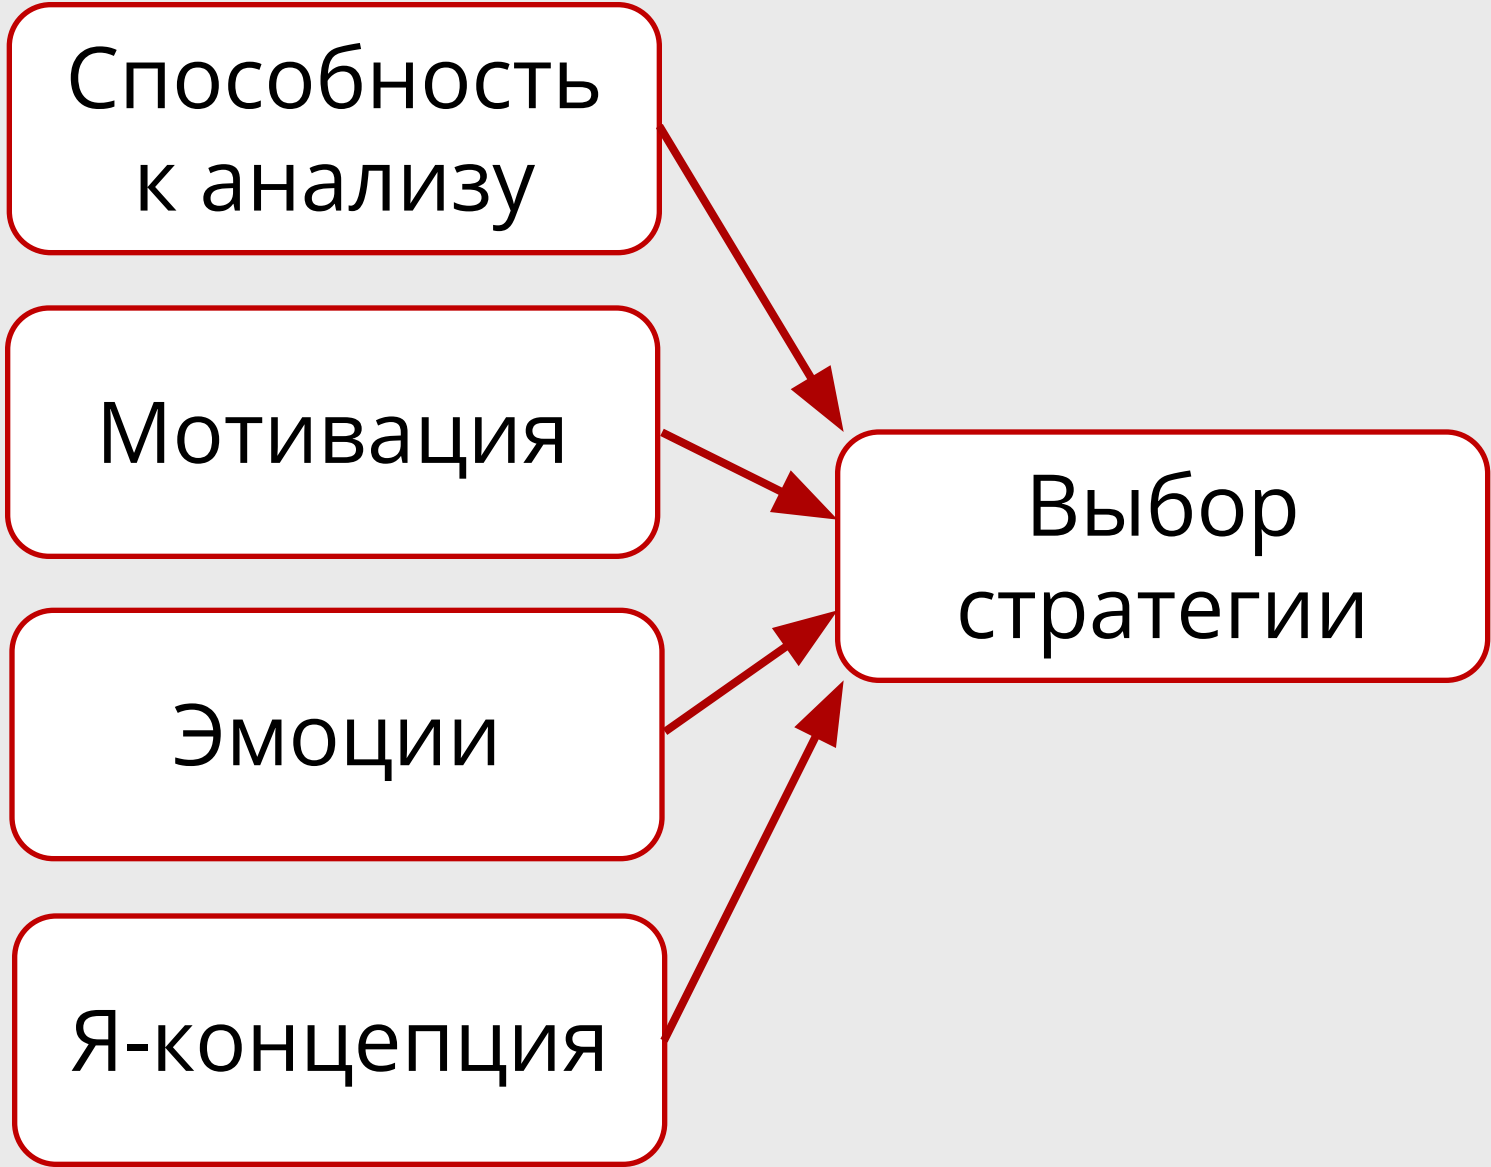 Способность
к анализу
Мотивация
Эмоции
Я-концепция
Выбор
стратегии